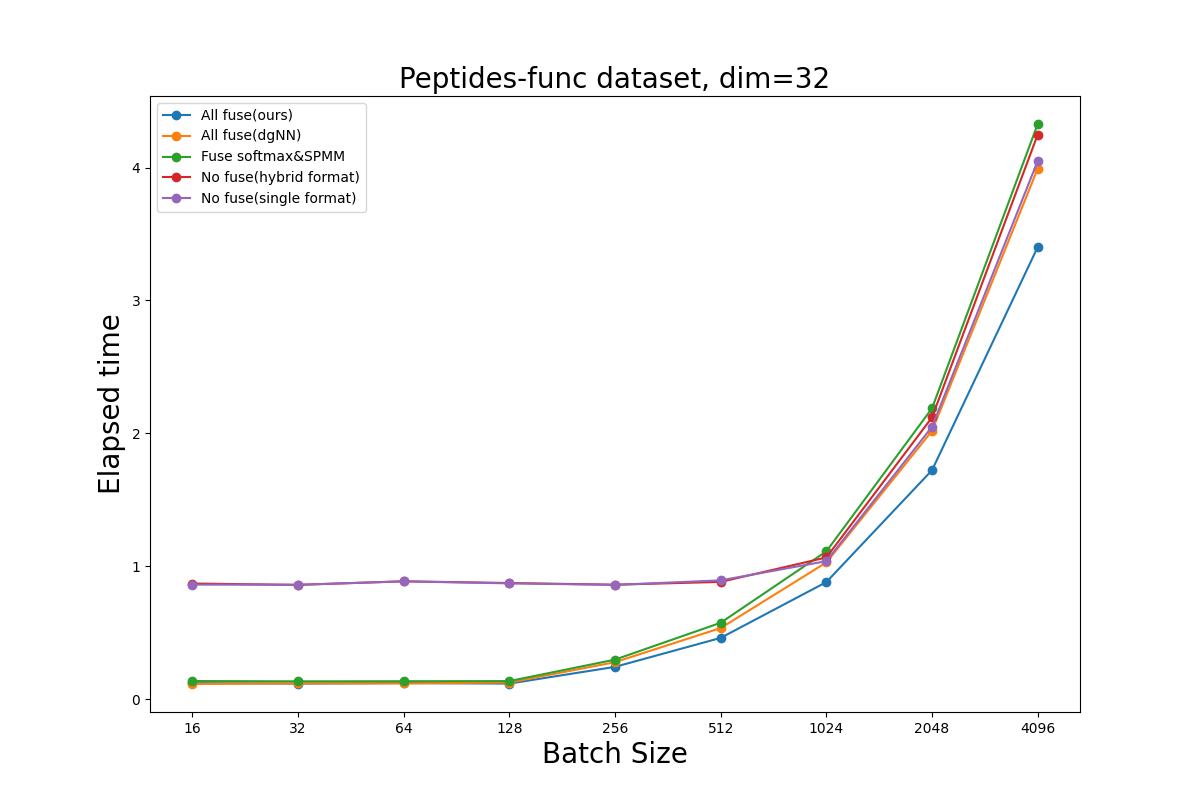 Peptides-func dataset, dim=32
All fuse(ours)
All fuse(dgNN)
Fuse softmax&SPMM
No fuse(hybrid format)
No fuse(single format)
4
3
2
1
0
Elapsed time
16 32 64 128 256 512 1024 2048 4096
Batch Size